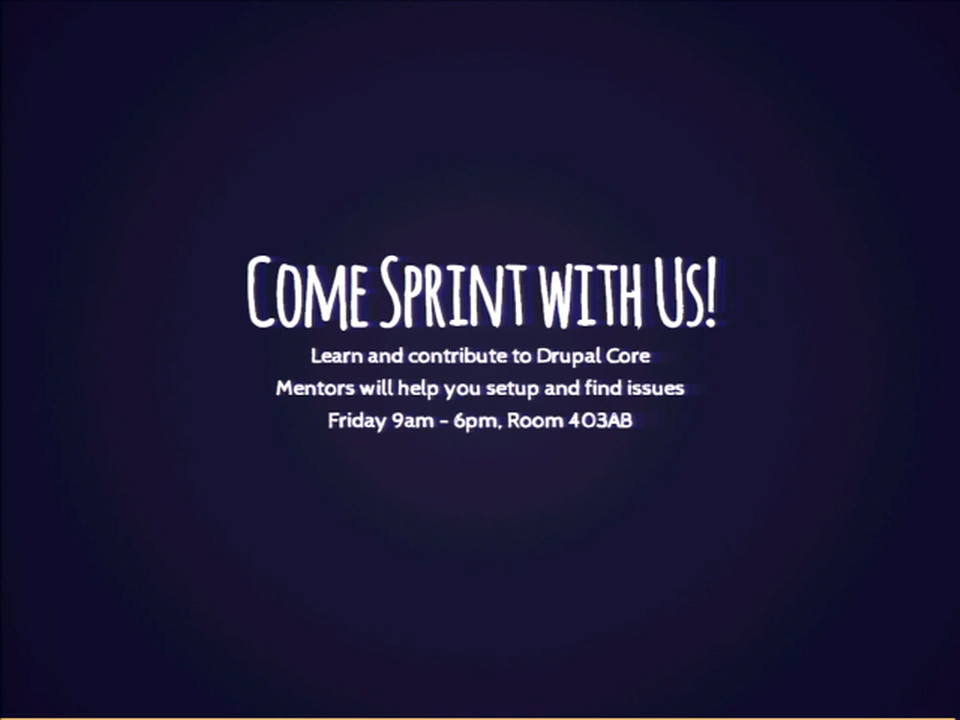 Come Sprint with Us!
Learn and contribute to Drupal Core
Mentors will help you setup and find issues
Friday 9am - 6pm, Room 403AB